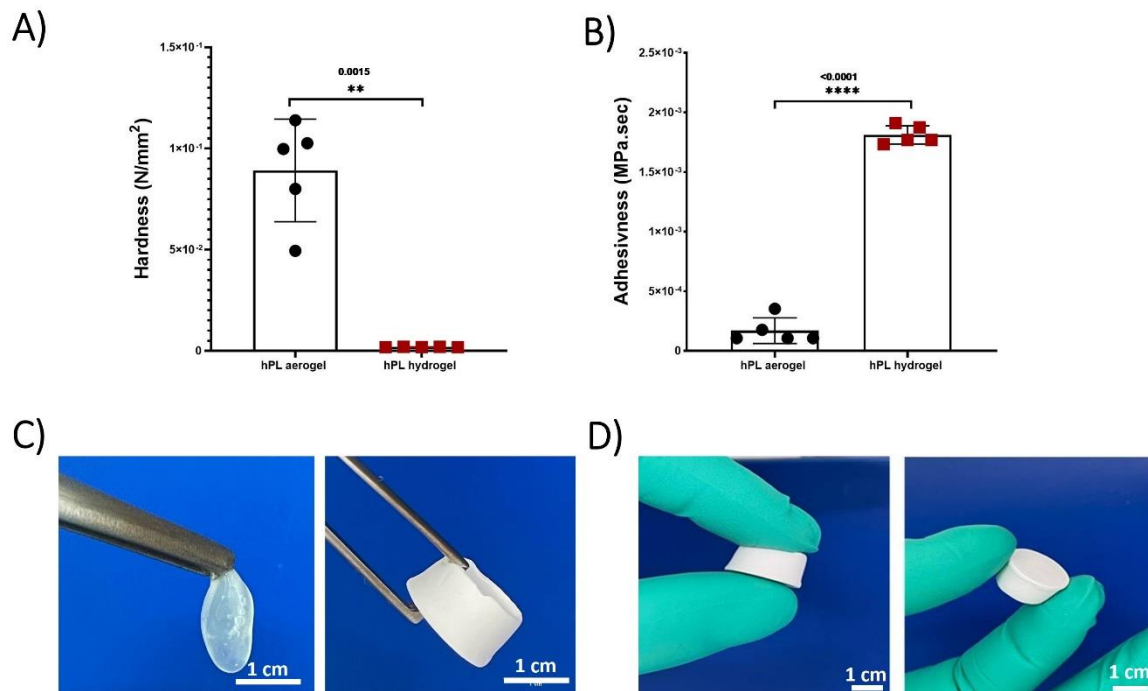 A)
Hardness (N/mm²)
1.5×10⁻¹
1×10⁻¹
5×10⁻²
0
0.0015
**
hPL aerogel
hPL hydrogel
B)
Adhesivness (MPa.sec)
2.5×10⁻³
2×10⁻³
1.5×10⁻³
1×10⁻³
5×10⁻⁴
0
<0.0001
****
hPL aerogel
hPL hydrogel
C)
1 cm
1 cm
D)
1 cm
1 cm